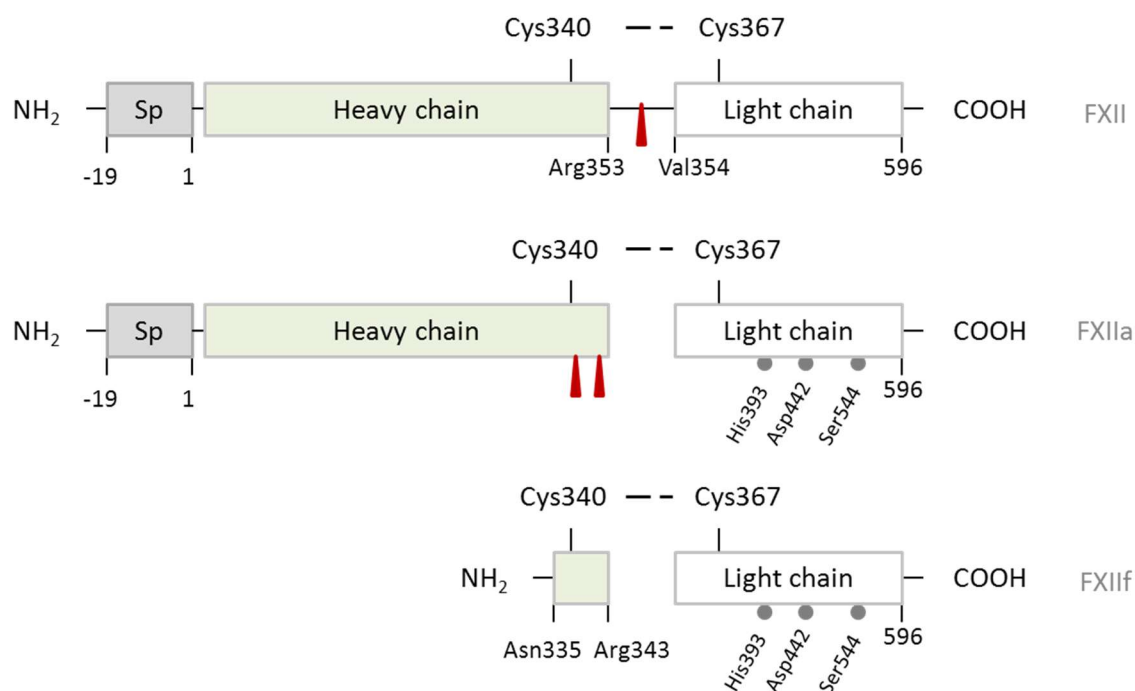 Cys340 Cys367
NH₂ Sp Heavy chain Light chain COOH FXII
-19 1 Arg353 Val354 596
Cys340 Cys367
NH₂ Sp Heavy chain Light chain COOH FXIIa
-19 1 His393 Asp442 Ser544 596
Cys340 Cys367
NH₂ Light chain COOH FXIIf
Asn335 Arg343 His393 Asp442 Ser544 596